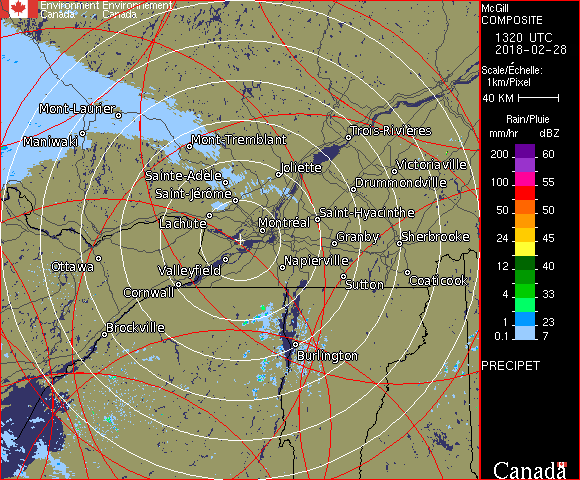 Environment Environnement
Canada Canada
McGill
COMPOSITE
1320 UTC
2018-02-28
Scale/Échelle:
1km/Pixel
40 KM
Rain/Pluie
mm/hr dBZ
200 60
100 55
50 50
24 45
12 40
4 33
1 23
0.1 7
PRECIPET
Canada
Mont-Laurier
Maniwaki
Mont-Tremblant
Trois-Rivières
Sainte-Adèle
Joliette
Victoriaville
Saint-Jérôme
Drummondville
Lachute
Montréal
Saint-Hyacinthe
Granby
Sherbrooke
Ottawa
Valleyfield
Napierville
Cornwall
Sutton
Coaticook
Brockville
Burlington